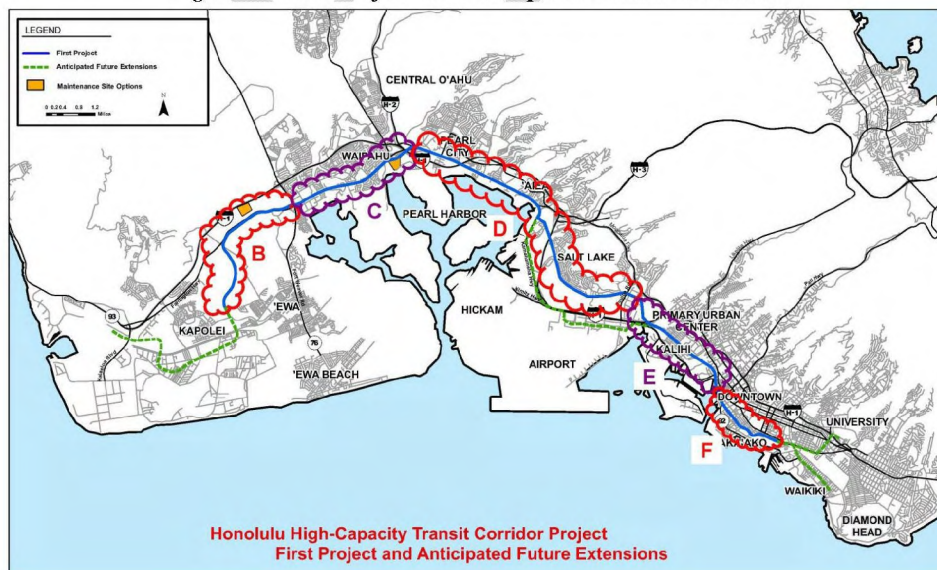 LEGEND
First Project
Anticipated Future Extensions
Maintenance Site Options
0 0.2 0.4 0.8 1.2
Miles
N
CENTRAL O'AHU
H-2
PEARL
CITY
WAIPAHU
H-1
C
PEARL HARBOR
H-3
D
B
SALT LAKE
'EWA
HICKAM
93
KAPOLEI
PRIMARY URBAN
CENTER
76
KALIHI
'EWA BEACH
AIRPORT
E
DOWNTOWN
H-1
92
UNIVERSITY
F
WAIKIKI
DIAMOND
HEAD
Honolulu High-Capacity Transit Corridor Project
First Project and Anticipated Future Extensions